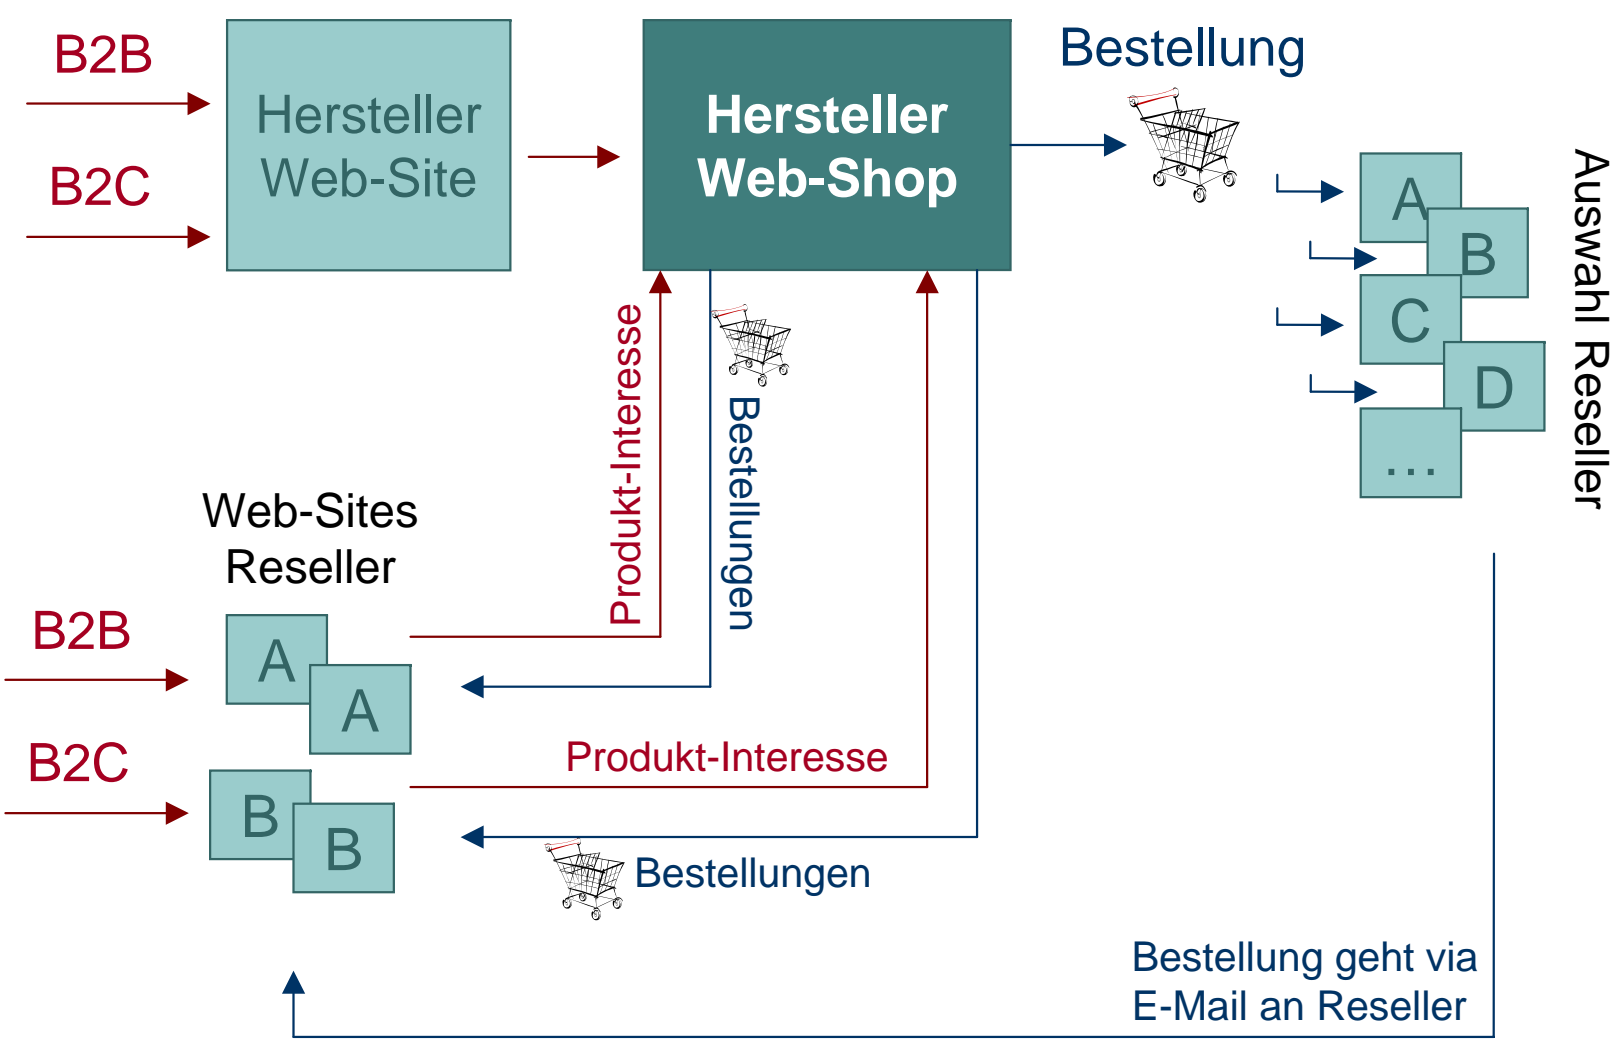 B2B
B2C
Hersteller
Web-Site
Hersteller
Web-Shop
Bestellung
A
B
C
D
...
Auswahl Reseller
Produkt-Interesse
Bestellungen
Web-Sites
Reseller
B2B
B2C
A
A
B
B
Produkt-Interesse
Bestellungen
Bestellung geht via
E-Mail an Reseller